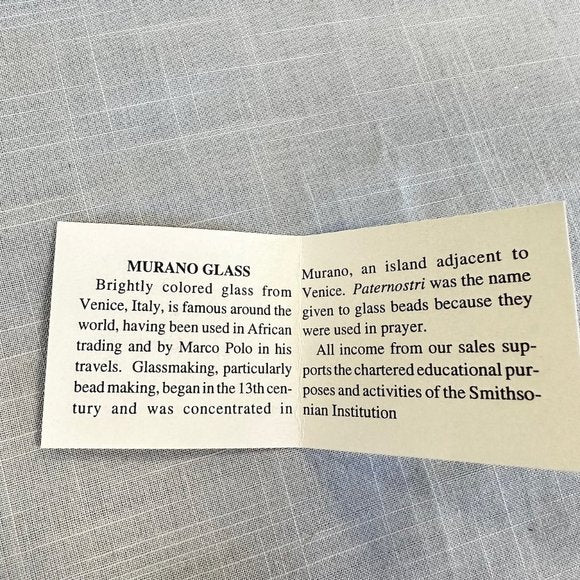 MURANO GLASS
Brightly colored glass from
Venice, Italy, is famous around the
world, having been used in African
trading and by Marco Polo in his
travels. Glassmaking, particularly
bead making, began in the 13th cen-
tury and was concentrated in
Murano, an island adjacent to
Venice. Paternostri was the name
given to glass beads because they
were used in prayer.
All income from our sales sup-
ports the chartered educational pur-
poses and activities of the Smithso-
nian Institution